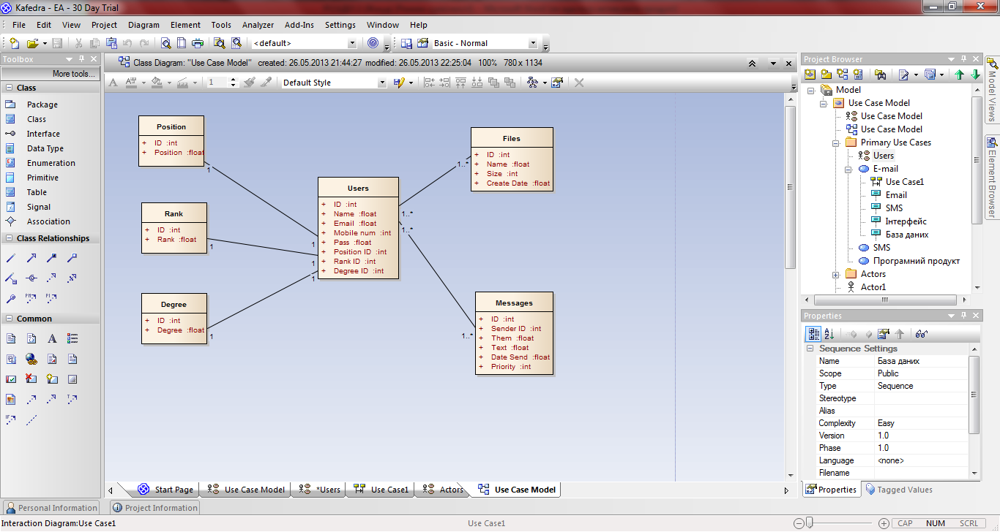 Kafedra - EA - 30 Day Trial
File Edit View Project Diagram Element Tools Analyzer Add-Ins Settings Window Help
<default> Basic - Normal
Toolbox
More tools...
Class
Package
Class
Interface
Data Type
Enumeration
Primitive
Table
Signal
Association
Class Relationships
Common
Class Diagram: "Use Case Model" created: 26.05.2013 21:44:27 modified: 26.05.2013 22:25:04 100% 780 x 1134
1 Default Style
Position
+ ID :int
+ Position :float
1
Rank
+ ID :int
+ Rank :float
1
Degree
+ ID :int
+ Degree :float
1
Users
+ ID :int
+ Name :float
+ Email :float
+ Mobile num :int
+ Pass :float
+ Position ID :int
+ Rank ID :int
+ Degree ID :int
1
1
1
1..*
1..*
Files
+ ID :int
+ Name :float
+ Size :int
+ Create Date :float
1..*
Messages
+ ID :int
+ Sender ID :int
+ Them :float
+ Text :float
+ Date Send :float
+ Priority :int
1..*
Start Page Use Case Model *Users Use Case1 Actors Use Case Model
Project Browser
Model
Use Case Model
Use Case Model
Use Case Model
Primary Use Cases
Users
E-mail
Use Case1
Email
SMS
Інтерфейс
База даних
SMS
Програмний продукт
Actors
Actor1
Model Views
Element Browser
Properties
Sequence Settings
Name База даних
Scope Public
Type Sequence
Stereotype
Alias
Complexity Easy
Version 1.0
Phase 1.0
Language <none>
Filename
Properties Tagged Values
Personal Information Project Information
Interaction Diagram:Use Case1 Use Case1 CAP NUM SCRL